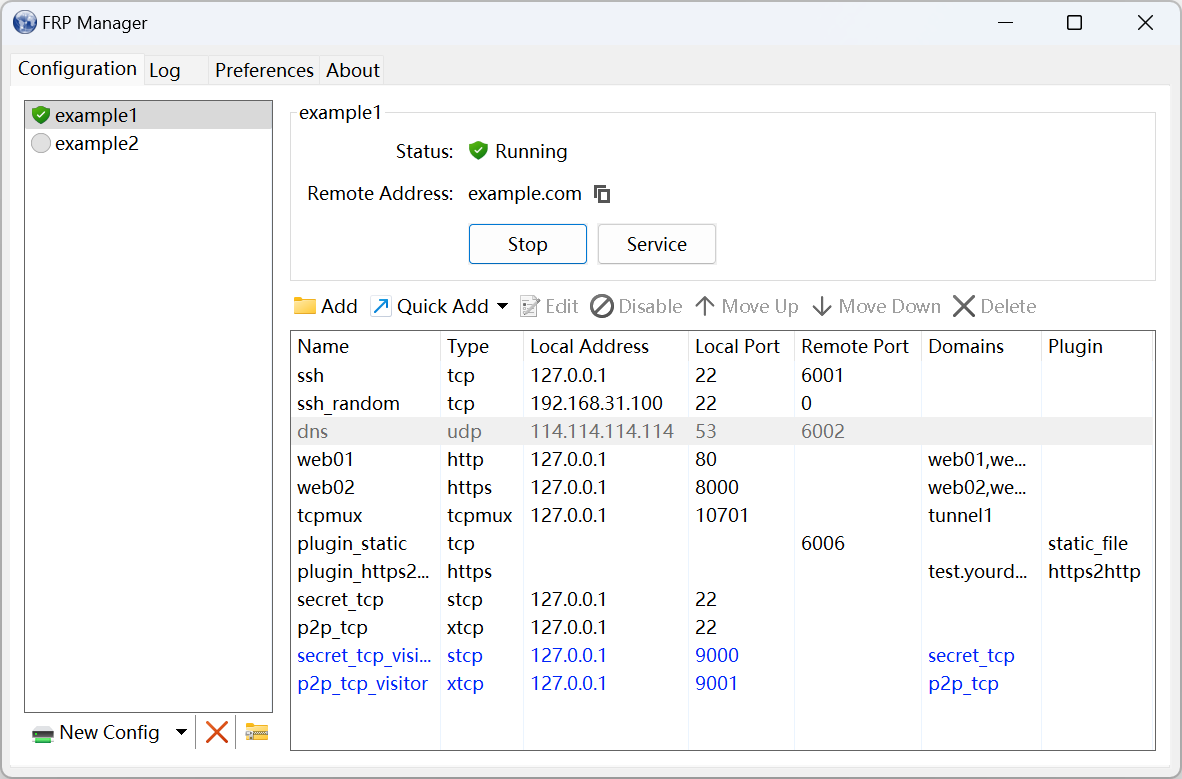 FRP Manager
Configuration Log Preferences About
example1
example2
example1
Status: Running
Remote Address: example.com
Stop Service
Add Quick Add Edit Disable Move Up Move Down Delete
Name Type Local Address Local Port Remote Port Domains Plugin
ssh tcp 127.0.0.1 22 6001
ssh_random tcp 192.168.31.100 22 0
dns udp 114.114.114.114 53 6002
web01 http 127.0.0.1 80 web01,we...
web02 https 127.0.0.1 8000 web02,we...
tcpmux tcpmux 127.0.0.1 10701 tunnel1
plugin_static tcp 6006 static_file
plugin_https2... https test.yourd... https2http
secret_tcp stcp 127.0.0.1 22
p2p_tcp xtcp 127.0.0.1 22
secret_tcp_visi... stcp 127.0.0.1 9000 secret_tcp
p2p_tcp_visitor xtcp 127.0.0.1 9001 p2p_tcp
New Config